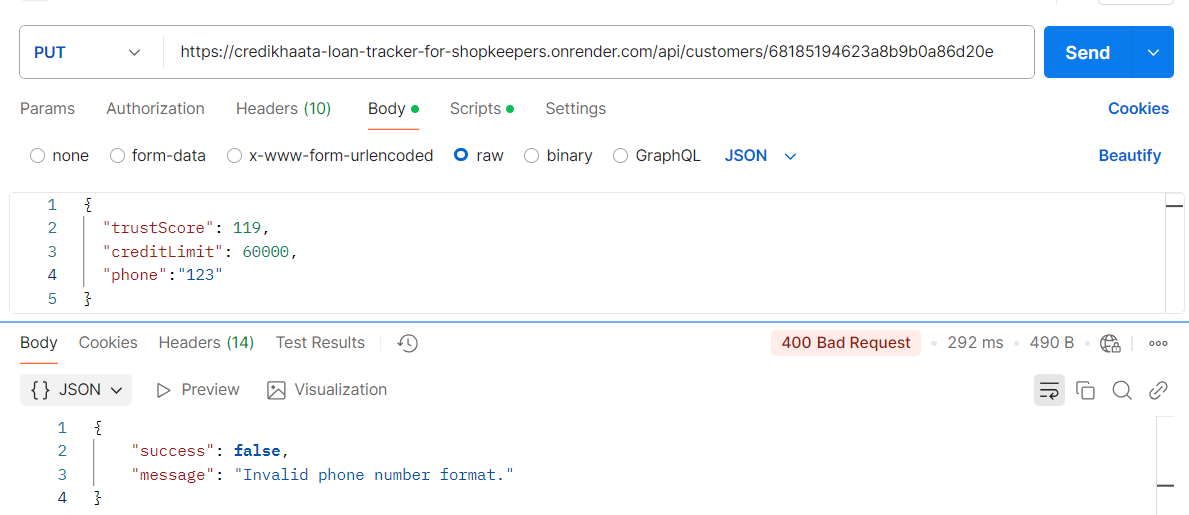 PUT https://credikhaata-loan-tracker-for-shopkeepers.onrender.com/api/customers/68185194623a8b9b0a86d20e Send
Params Authorization Headers (10) Body Scripts Settings Cookies
none form-data x-www-form-urlencoded raw binary GraphQL JSON Beautify
1 {
2 "trustScore": 119,
3 "creditLimit": 60000,
4 "phone":"123"
5 }
Body Cookies Headers (14) Test Results 400 Bad Request 292 ms 490 B
{} JSON Preview Visualization
1 {
2 "success": false,
3 "message": "Invalid phone number format."
4 }